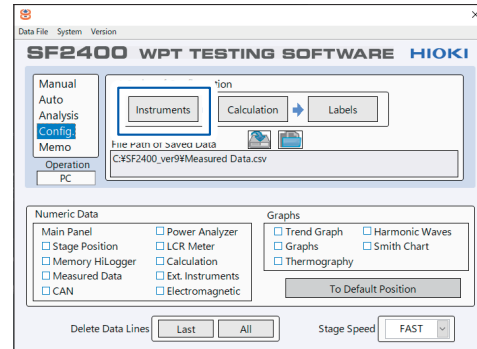 Data File System Version
SF2400 WPT TESTING SOFTWARE HIOKI
Manual
Auto
Analysis
Config.
Memo
Operation
PC
Instruments
Calculation
Labels
File Path of Saved Data
C:¥SF2400_ver9¥Measured Data.csv
Numeric Data
Main Panel
Stage Position
Memory HiLogger
Measured Data
CAN
Power Analyzer
LCR Meter
Calculation
Ext. Instruments
Electromagnetic
Graphs
Trend Graph
Graphs
Thermography
Harmonic Waves
Smith Chart
To Default Position
Delete Data Lines
Last
All
Stage Speed
FAST